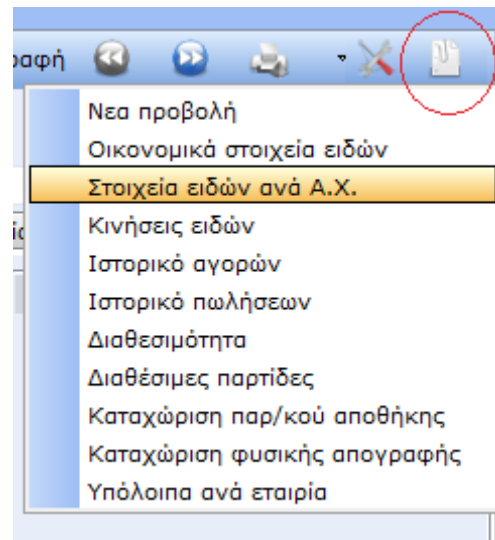 ραφή
Νεα προβολή
Οικονομικά στοιχεία ειδών
Στοιχεία ειδών ανά Α.Χ.
Κινήσεις ειδών
Ιστορικό αγορών
Ιστορικό πωλήσεων
Διαθεσιμότητα
Διαθέσιμες παρτίδες
Καταχώριση παρ/κού αποθήκης
Καταχώριση φυσικής απογραφής
Υπόλοιπα ανά εταιρία